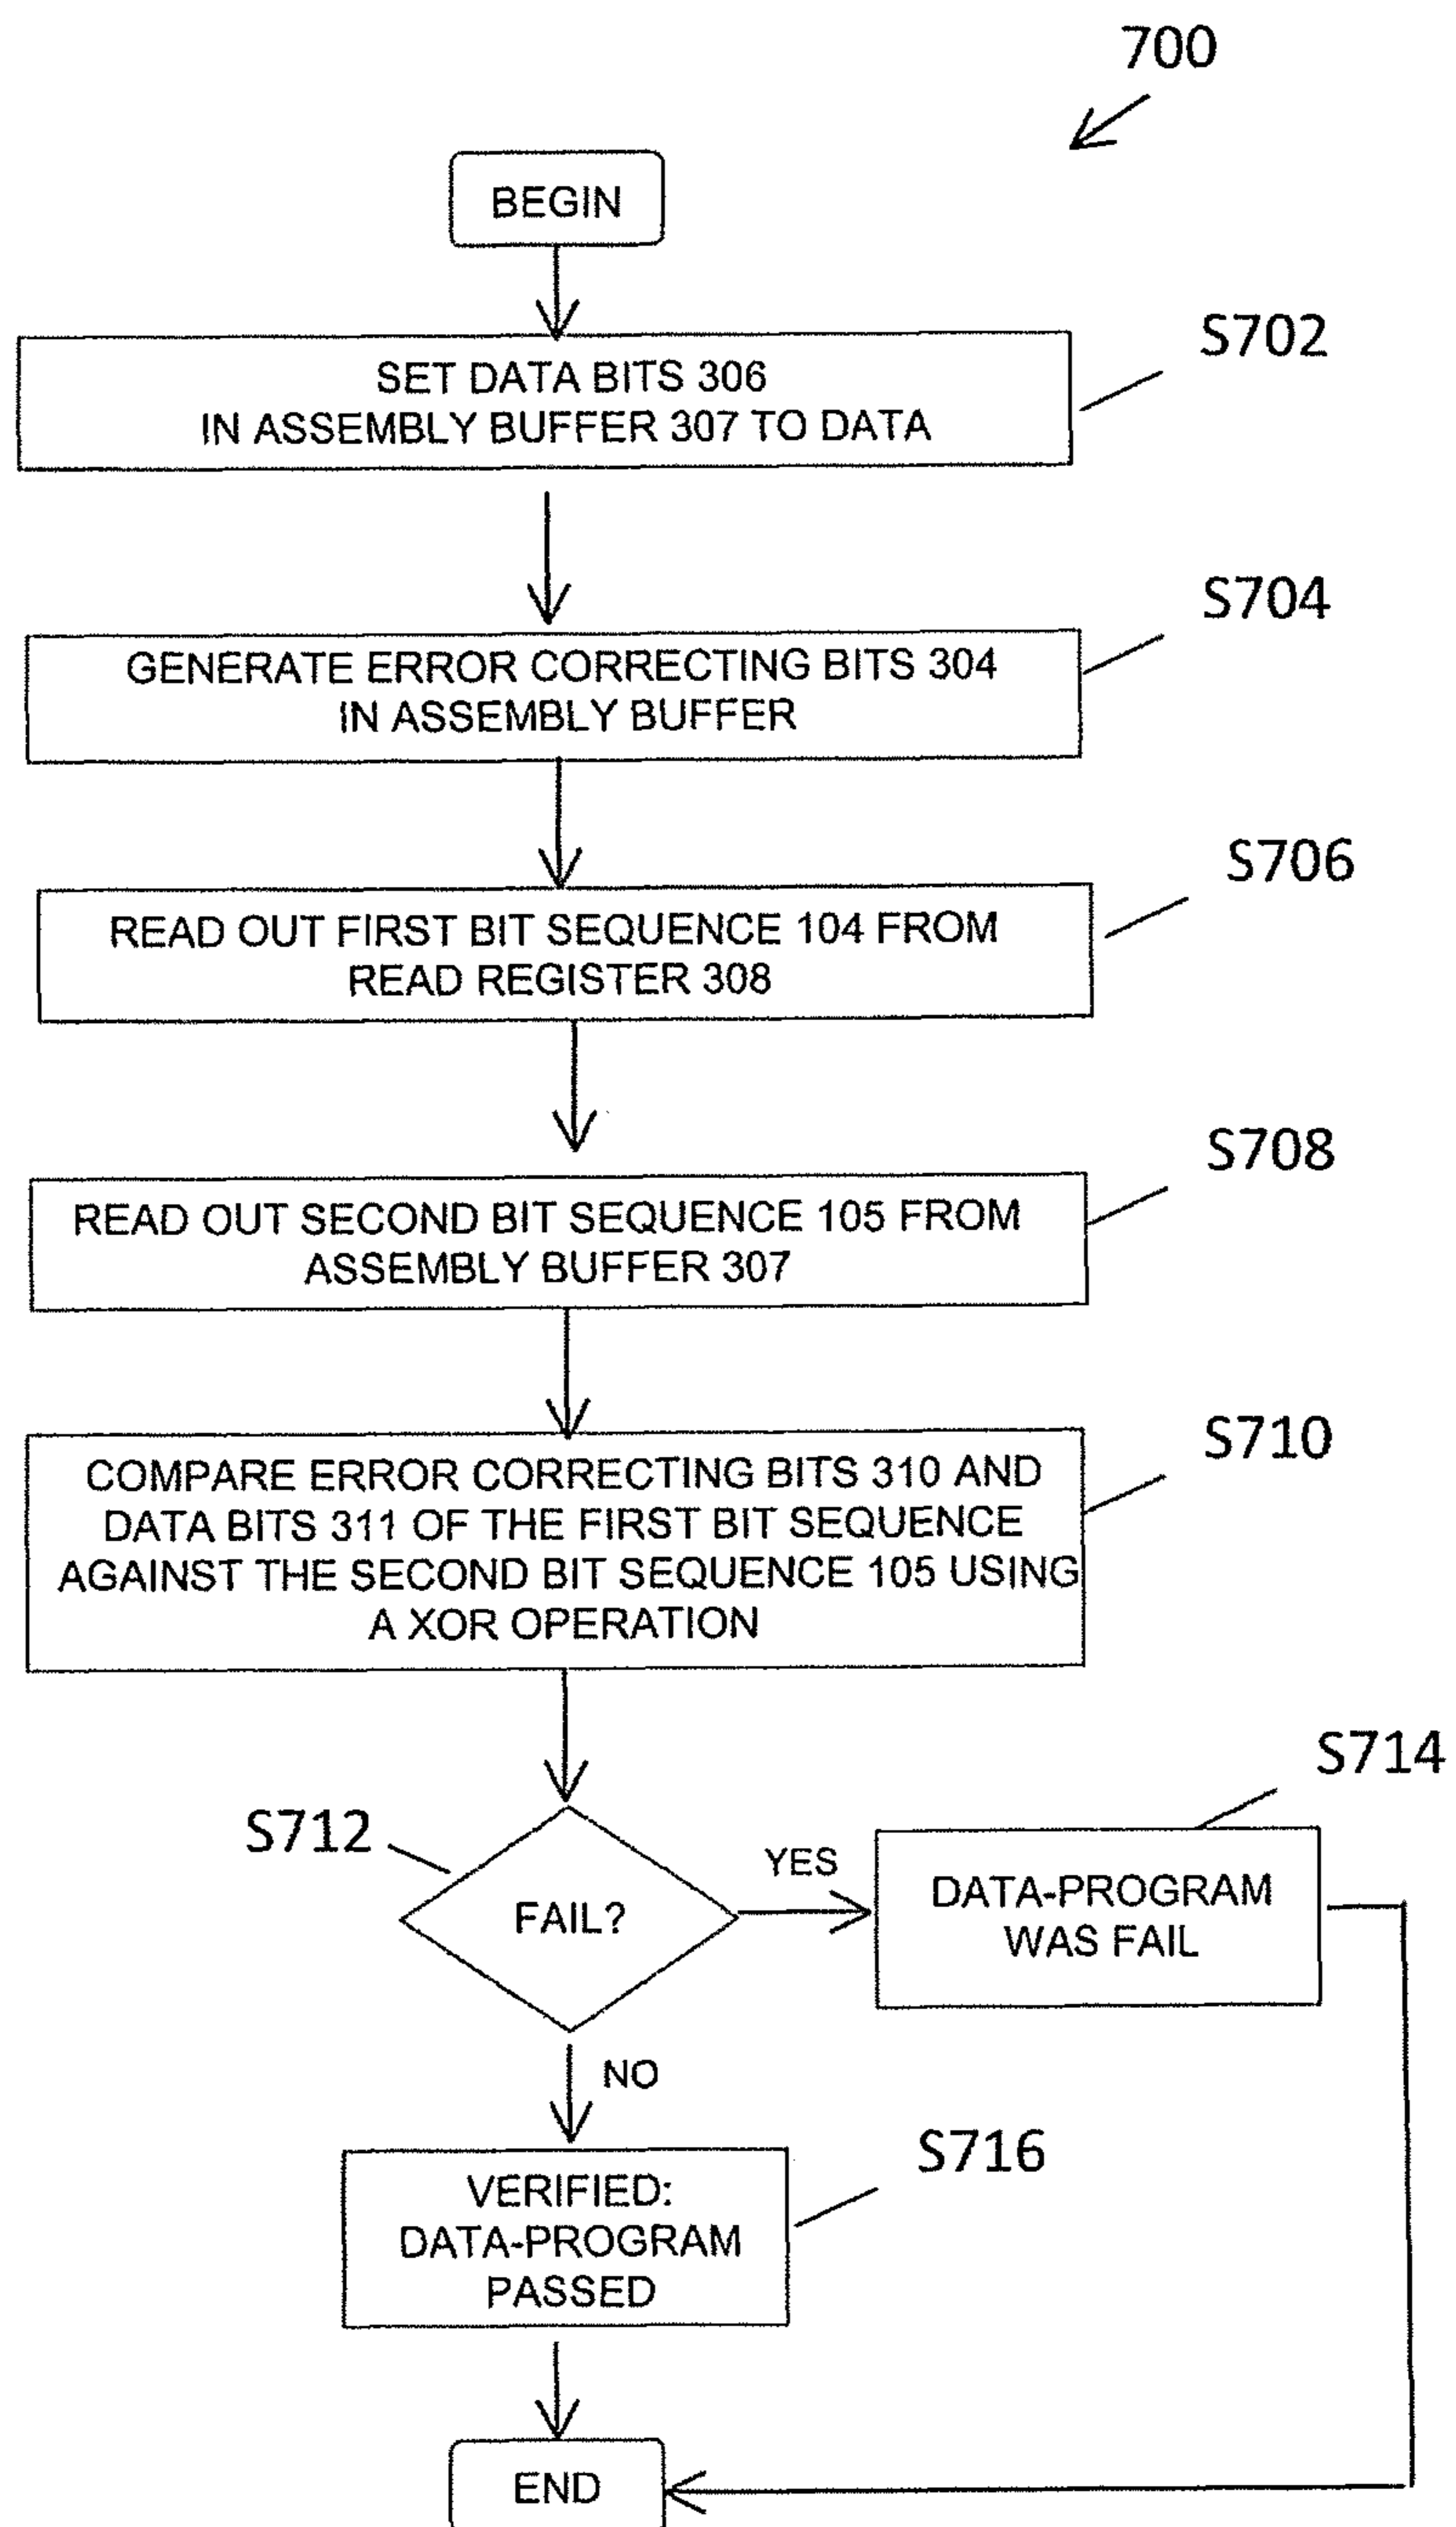 700
BEGIN
S702
SET DATA BITS 306
IN ASSEMBLY BUFFER 307 TO DATA
S704
GENERATE ERROR CORRECTING BITS 304
IN ASSEMBLY BUFFER
S706
READ OUT FIRST BIT SEQUENCE 104 FROM
READ REGISTER 308
S708
READ OUT SECOND BIT SEQUENCE 105 FROM
ASSEMBLY BUFFER 307
S710
COMPARE ERROR CORRECTING BITS 310 AND
DATA BITS 311 OF THE FIRST BIT SEQUENCE
AGAINST THE SECOND BIT SEQUENCE 105 USING
A XOR OPERATION
S712
FAIL?
YES
S714
DATA-PROGRAM
WAS FAIL
NO
S716
VERIFIED:
DATA-PROGRAM
PASSED
END